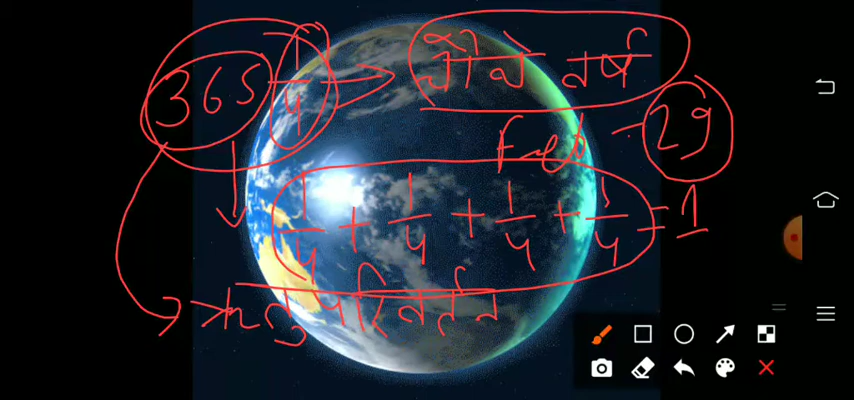 365 1/4 > वर्ष
Feb - 29
1/4 + 1/4 + 1/4 + 1/4 = 1
ऋतु परिवर्तन